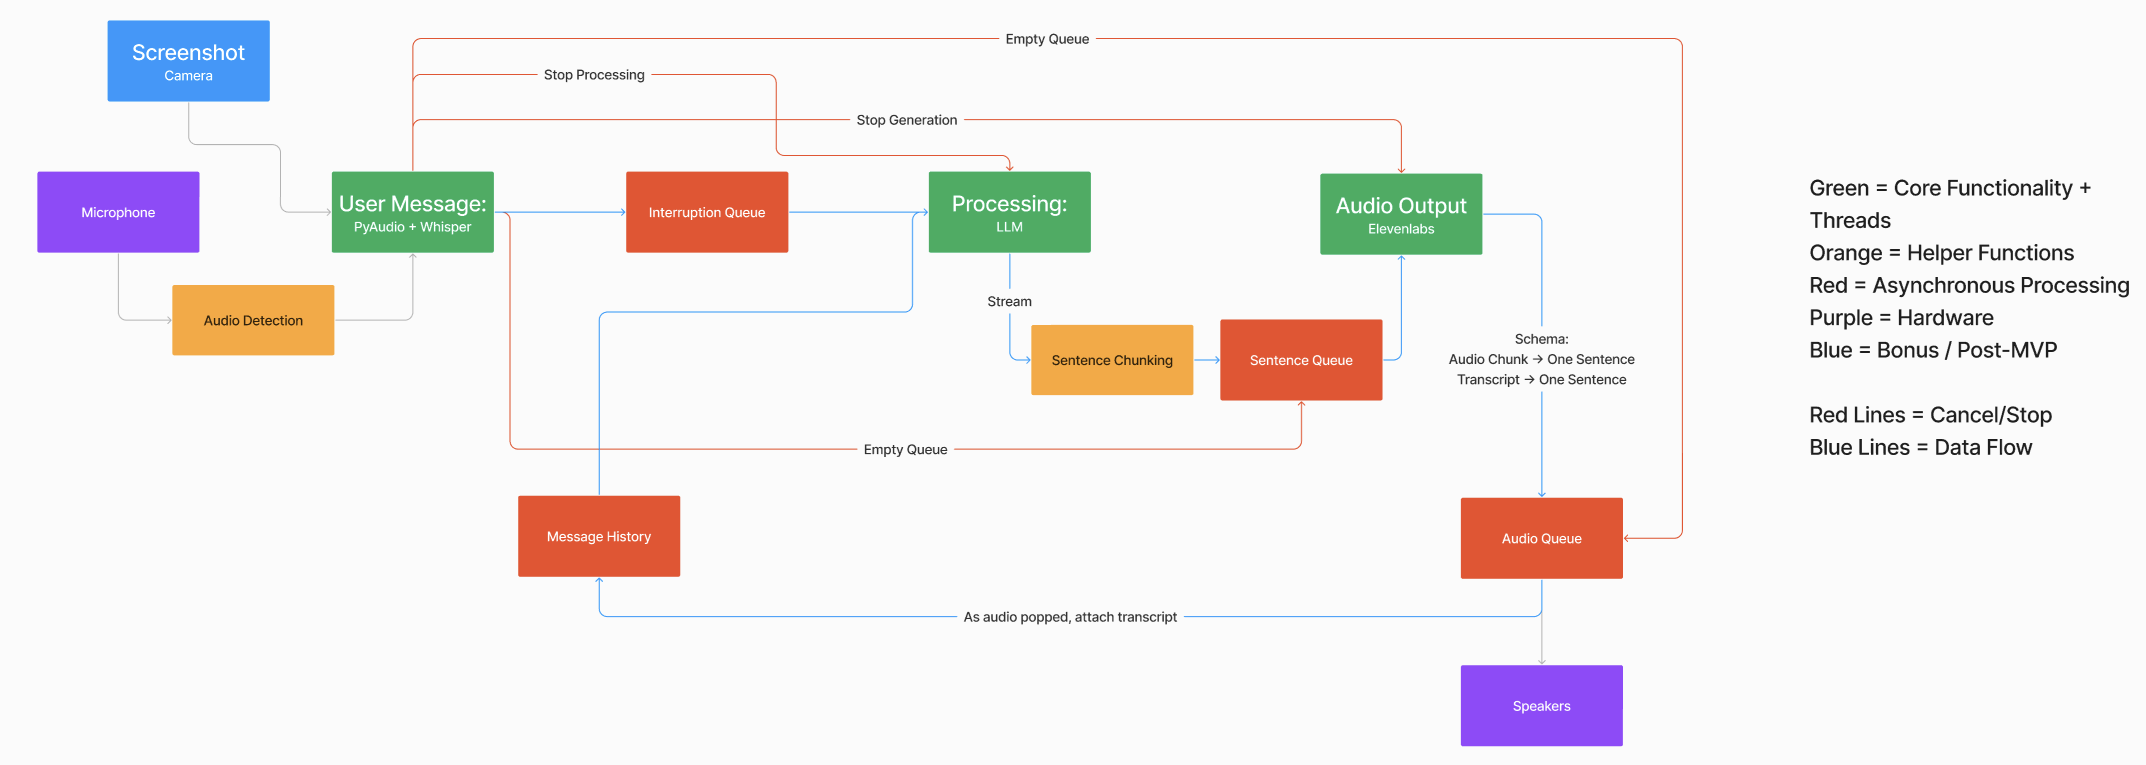 Screenshot
Camera
Empty Queue
Stop Processing
Stop Generation
Microphone
User Message:
PyAudio + Whisper
Interruption Queue
Processing:
LLM
Audio Output
Elevenlabs
Audio Detection
Stream
Sentence Chunking
Sentence Queue
Schema:
Audio Chunk → One Sentence
Transcript → One Sentence
Empty Queue
Message History
Audio Queue
As audio popped, attach transcript
Speakers
Green = Core Functionality +
Threads
Orange = Helper Functions
Red = Asynchronous Processing
Purple = Hardware
Blue = Bonus / Post-MVP
Red Lines = Cancel/Stop
Blue Lines = Data Flow